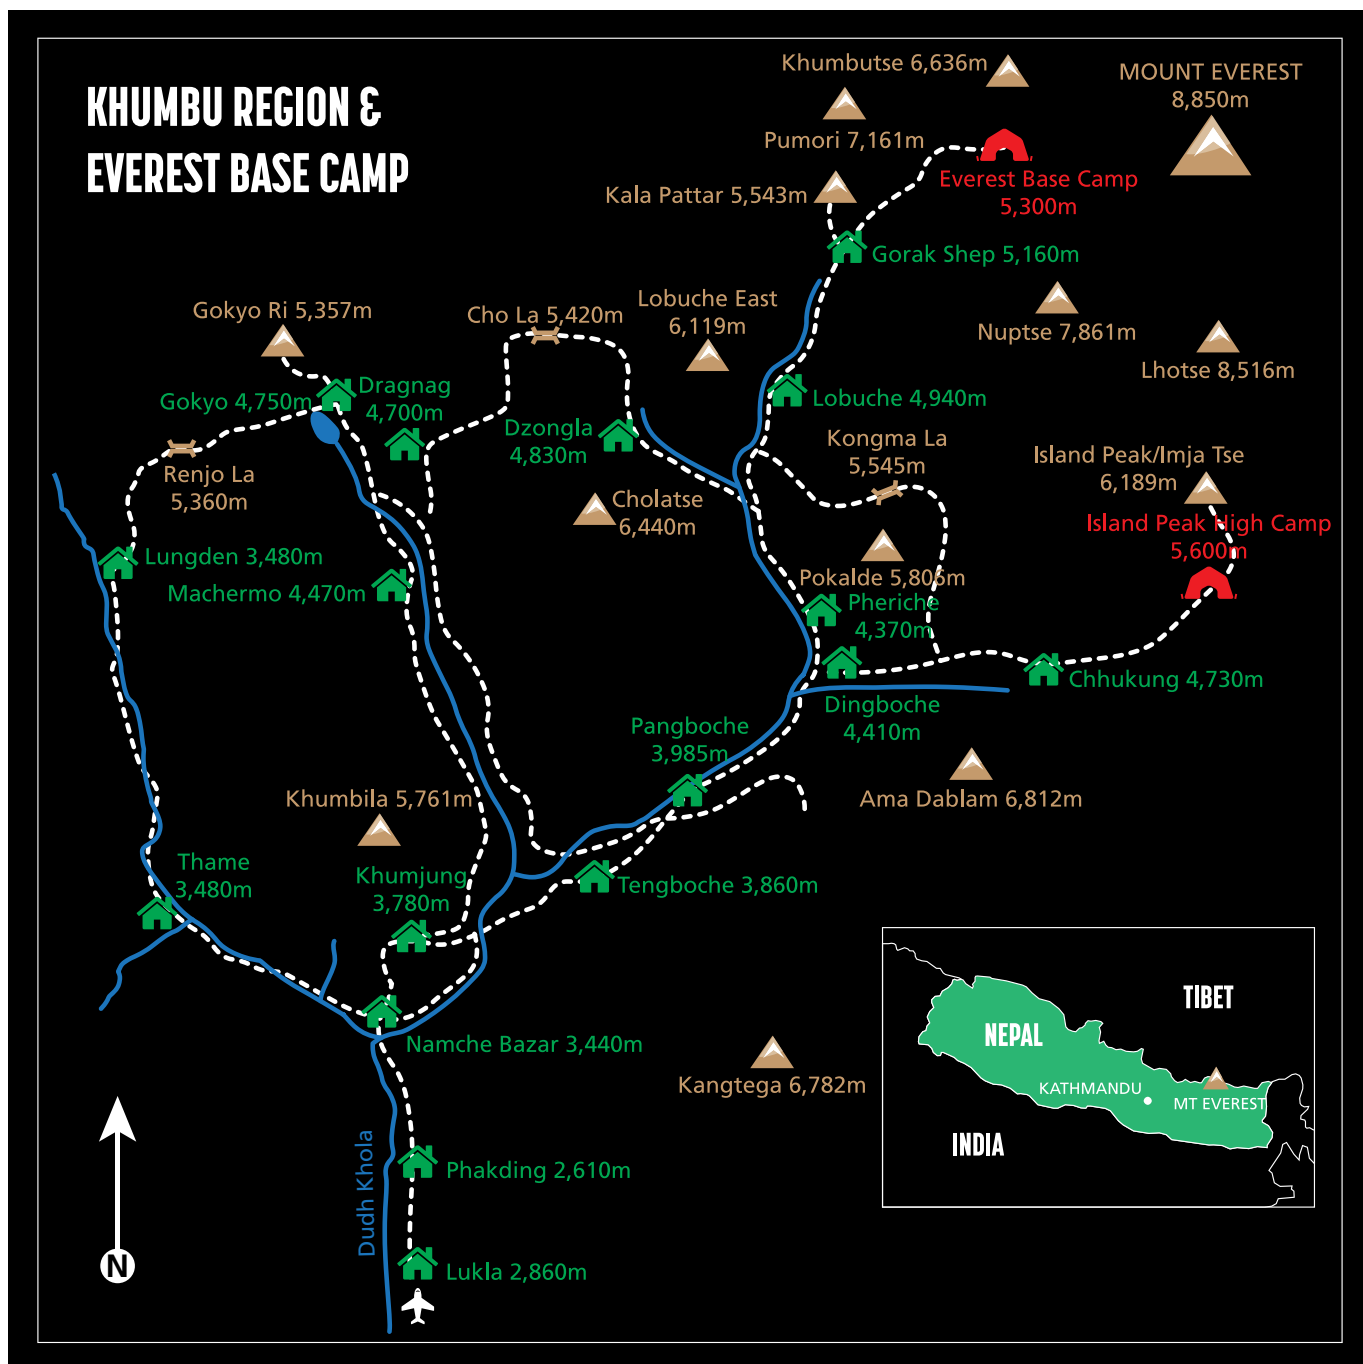 KHUMBU REGION &
EVEREST BASE CAMP
Khumbutse 6,636m
MOUNT EVEREST
8,850m
Pumori 7,161m
Kala Pattar 5,543m
Everest Base Camp
5,300m
Gorak Shep 5,160m
Gokyo Ri 5,357m
Cho La 5,420m
Lobuche East
6,119m
Nuptse 7,861m
Lhotse 8,516m
Gokyo 4,750m
Dragnag
4,700m
Lobuche 4,940m
Dzongla
4,830m
Kongma La
5,545m
Island Peak/Imja Tse
6,189m
Renjo La
5,360m
Cholatse
6,440m
Island Peak High Camp
5,600m
Lungden 3,480m
Machermo 4,470m
Pokalde 5,806m
Pheriche
4,370m
Chhukung 4,730m
Dingboche
4,410m
Pangboche
3,985m
Khumbila 5,761m
Ama Dablam 6,812m
Thame
3,480m
Khumjung
3,780m
Tengboche 3,860m
Namche Bazar 3,440m
Kangtega 6,782m
Dudh Khola
Phakding 2,610m
Lukla 2,860m
N
TIBET
NEPAL
KATHMANDU
MT EVEREST
INDIA